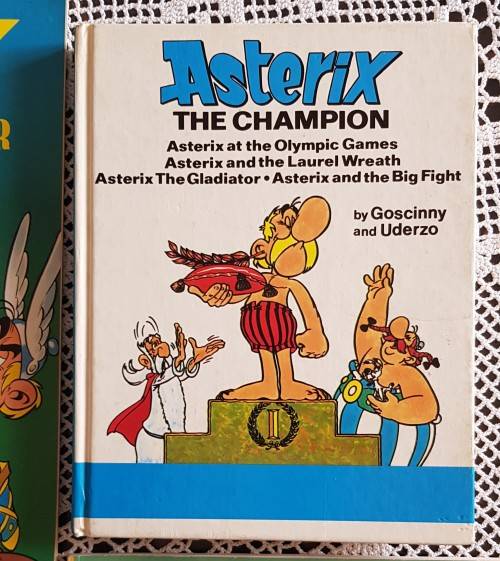 Asterix
THE CHAMPION
Asterix at the Olympic Games
Asterix and the Laurel Wreath
Asterix The Gladiator • Asterix and the Big Fight
by Goscinny
and Uderzo
I
R